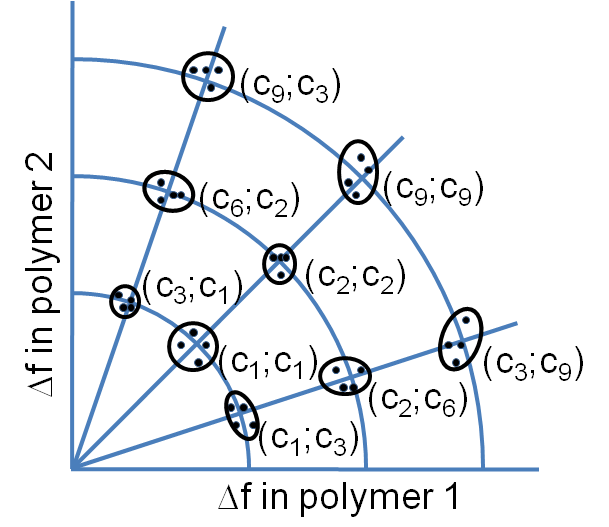 (c₉;c₃)
(c₉;c₉)
(c₆;c₂)
(c₂;c₂)
(c₃;c₁)
(c₁;c₁)
(c₃;c₉)
(c₂;c₆)
(c₁;c₃)
Δf in polymer 2
Δf in polymer 1